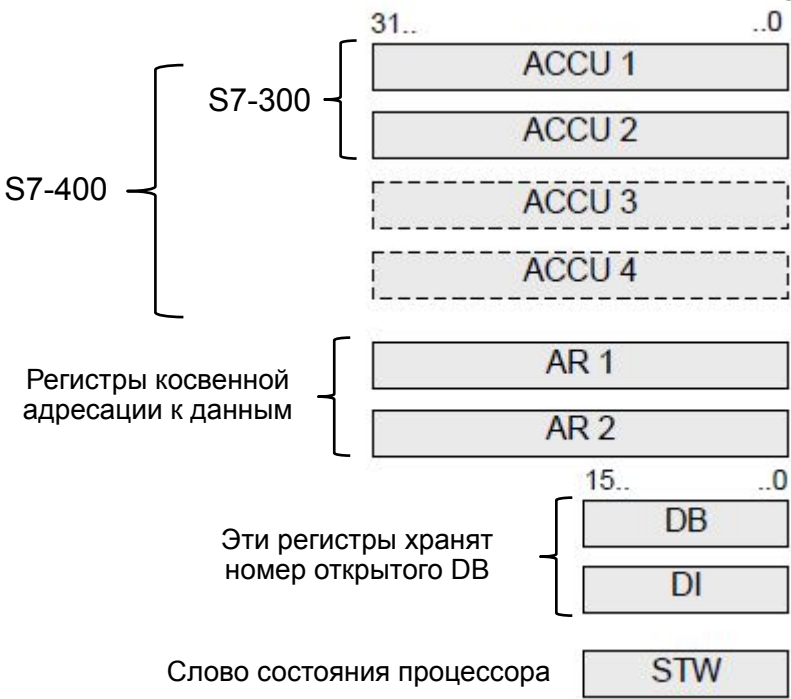 31.. ..0
ACCU 1
S7-300
ACCU 2
S7-400
ACCU 3
ACCU 4
AR 1
Регистры косвенной
адресации к данным
AR 2
15.. ..0
DB
Эти регистры хранят
номер открытого DB
DI
Слово состояния процессора STW